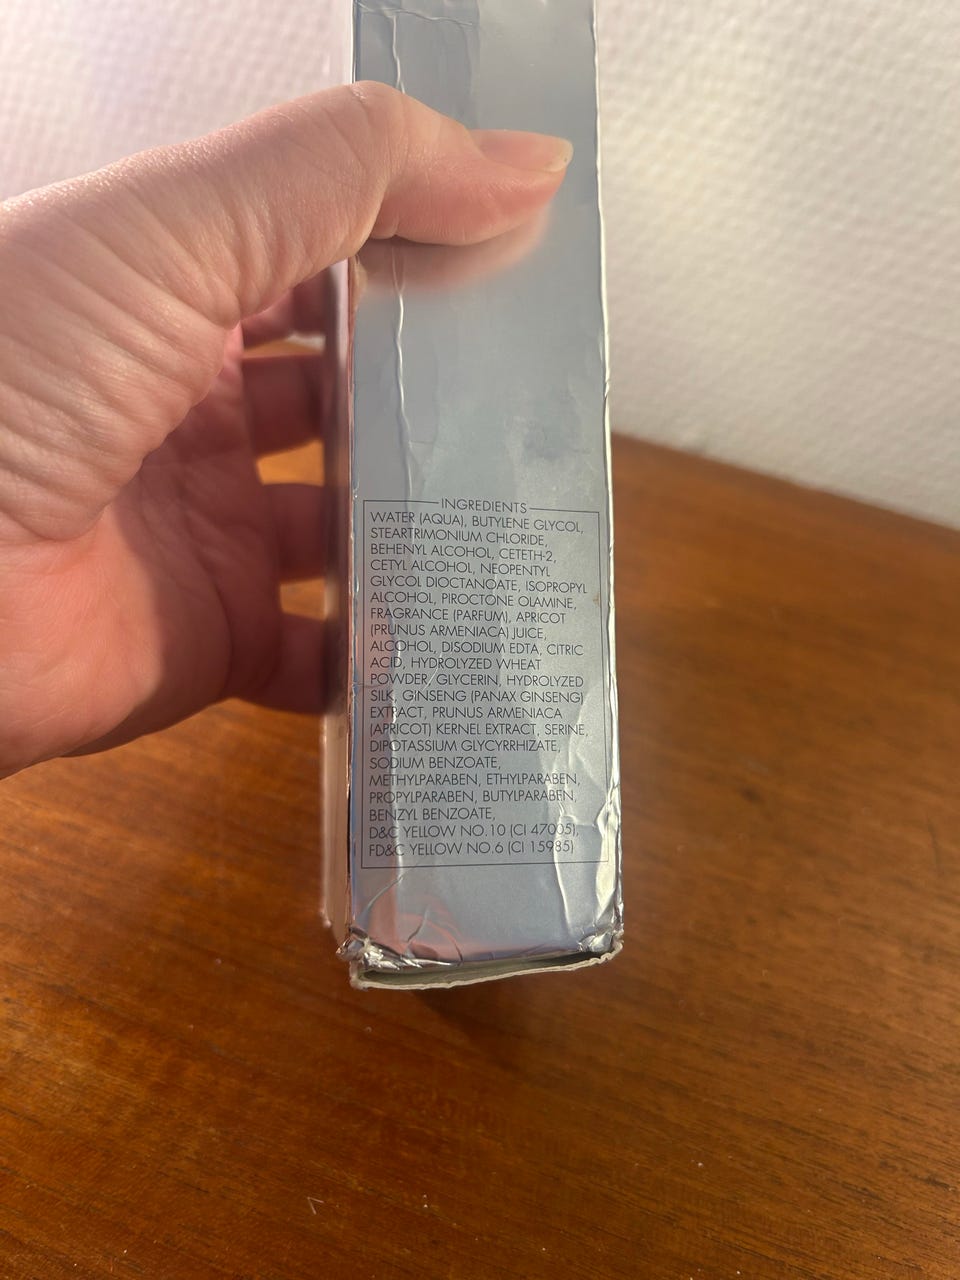 INGREDIENTS
WATER (AQUA), BUTYLENE GLYCOL,
STEARTRIMONIUM CHLORIDE,
BEHENYL ALCOHOL, CETETH-2,
CETYL ALCOHOL, NEOPENTYL
GLYCOL DIOCTANOATE, ISOPROPYL
ALCOHOL, PIROCTONE OLAMINE,
FRAGRANCE (PARFUM), APRICOT
(PRUNUS ARMENIACA) JUICE,
ALCOHOL, DISODIUM EDTA, CITRIC
ACID, HYDROLYZED WHEAT
POWDER, GLYCERIN, HYDROLYZED
SILK, GINSENG (PANAX GINSENG)
EXTRACT, PRUNUS ARMENIACA
(APRICOT) KERNEL EXTRACT, SERINE,
DIPOTASSIUM GLYCYRRHIZATE,
SODIUM BENZOATE,
METHYLPARABEN, ETHYLPARABEN,
PROPYLPARABEN, BUTYLPARABEN,
BENZYL BENZOATE,
D&C YELLOW NO.10 (CI 47005),
FD&C YELLOW NO.6 (CI 15985)